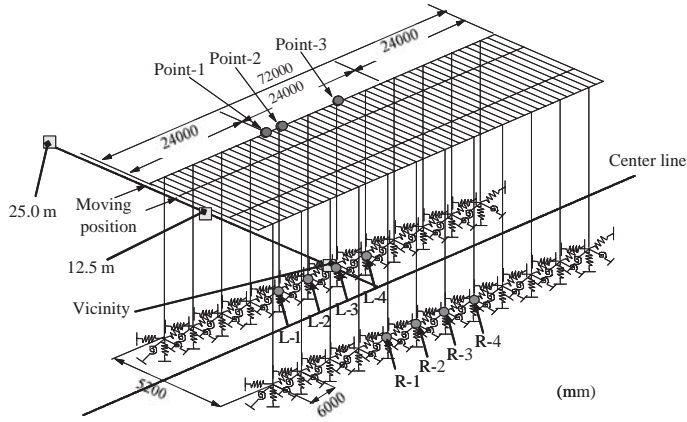 24000
Point-3
Point-2
Point-1
72000
24000
24000
Center line
Moving
position
25.0 m
12.5 m
Vicinity
L-4
L-3
L-2
L-1
R-4
R-3
R-2
R-1
5200
6000
(mm)